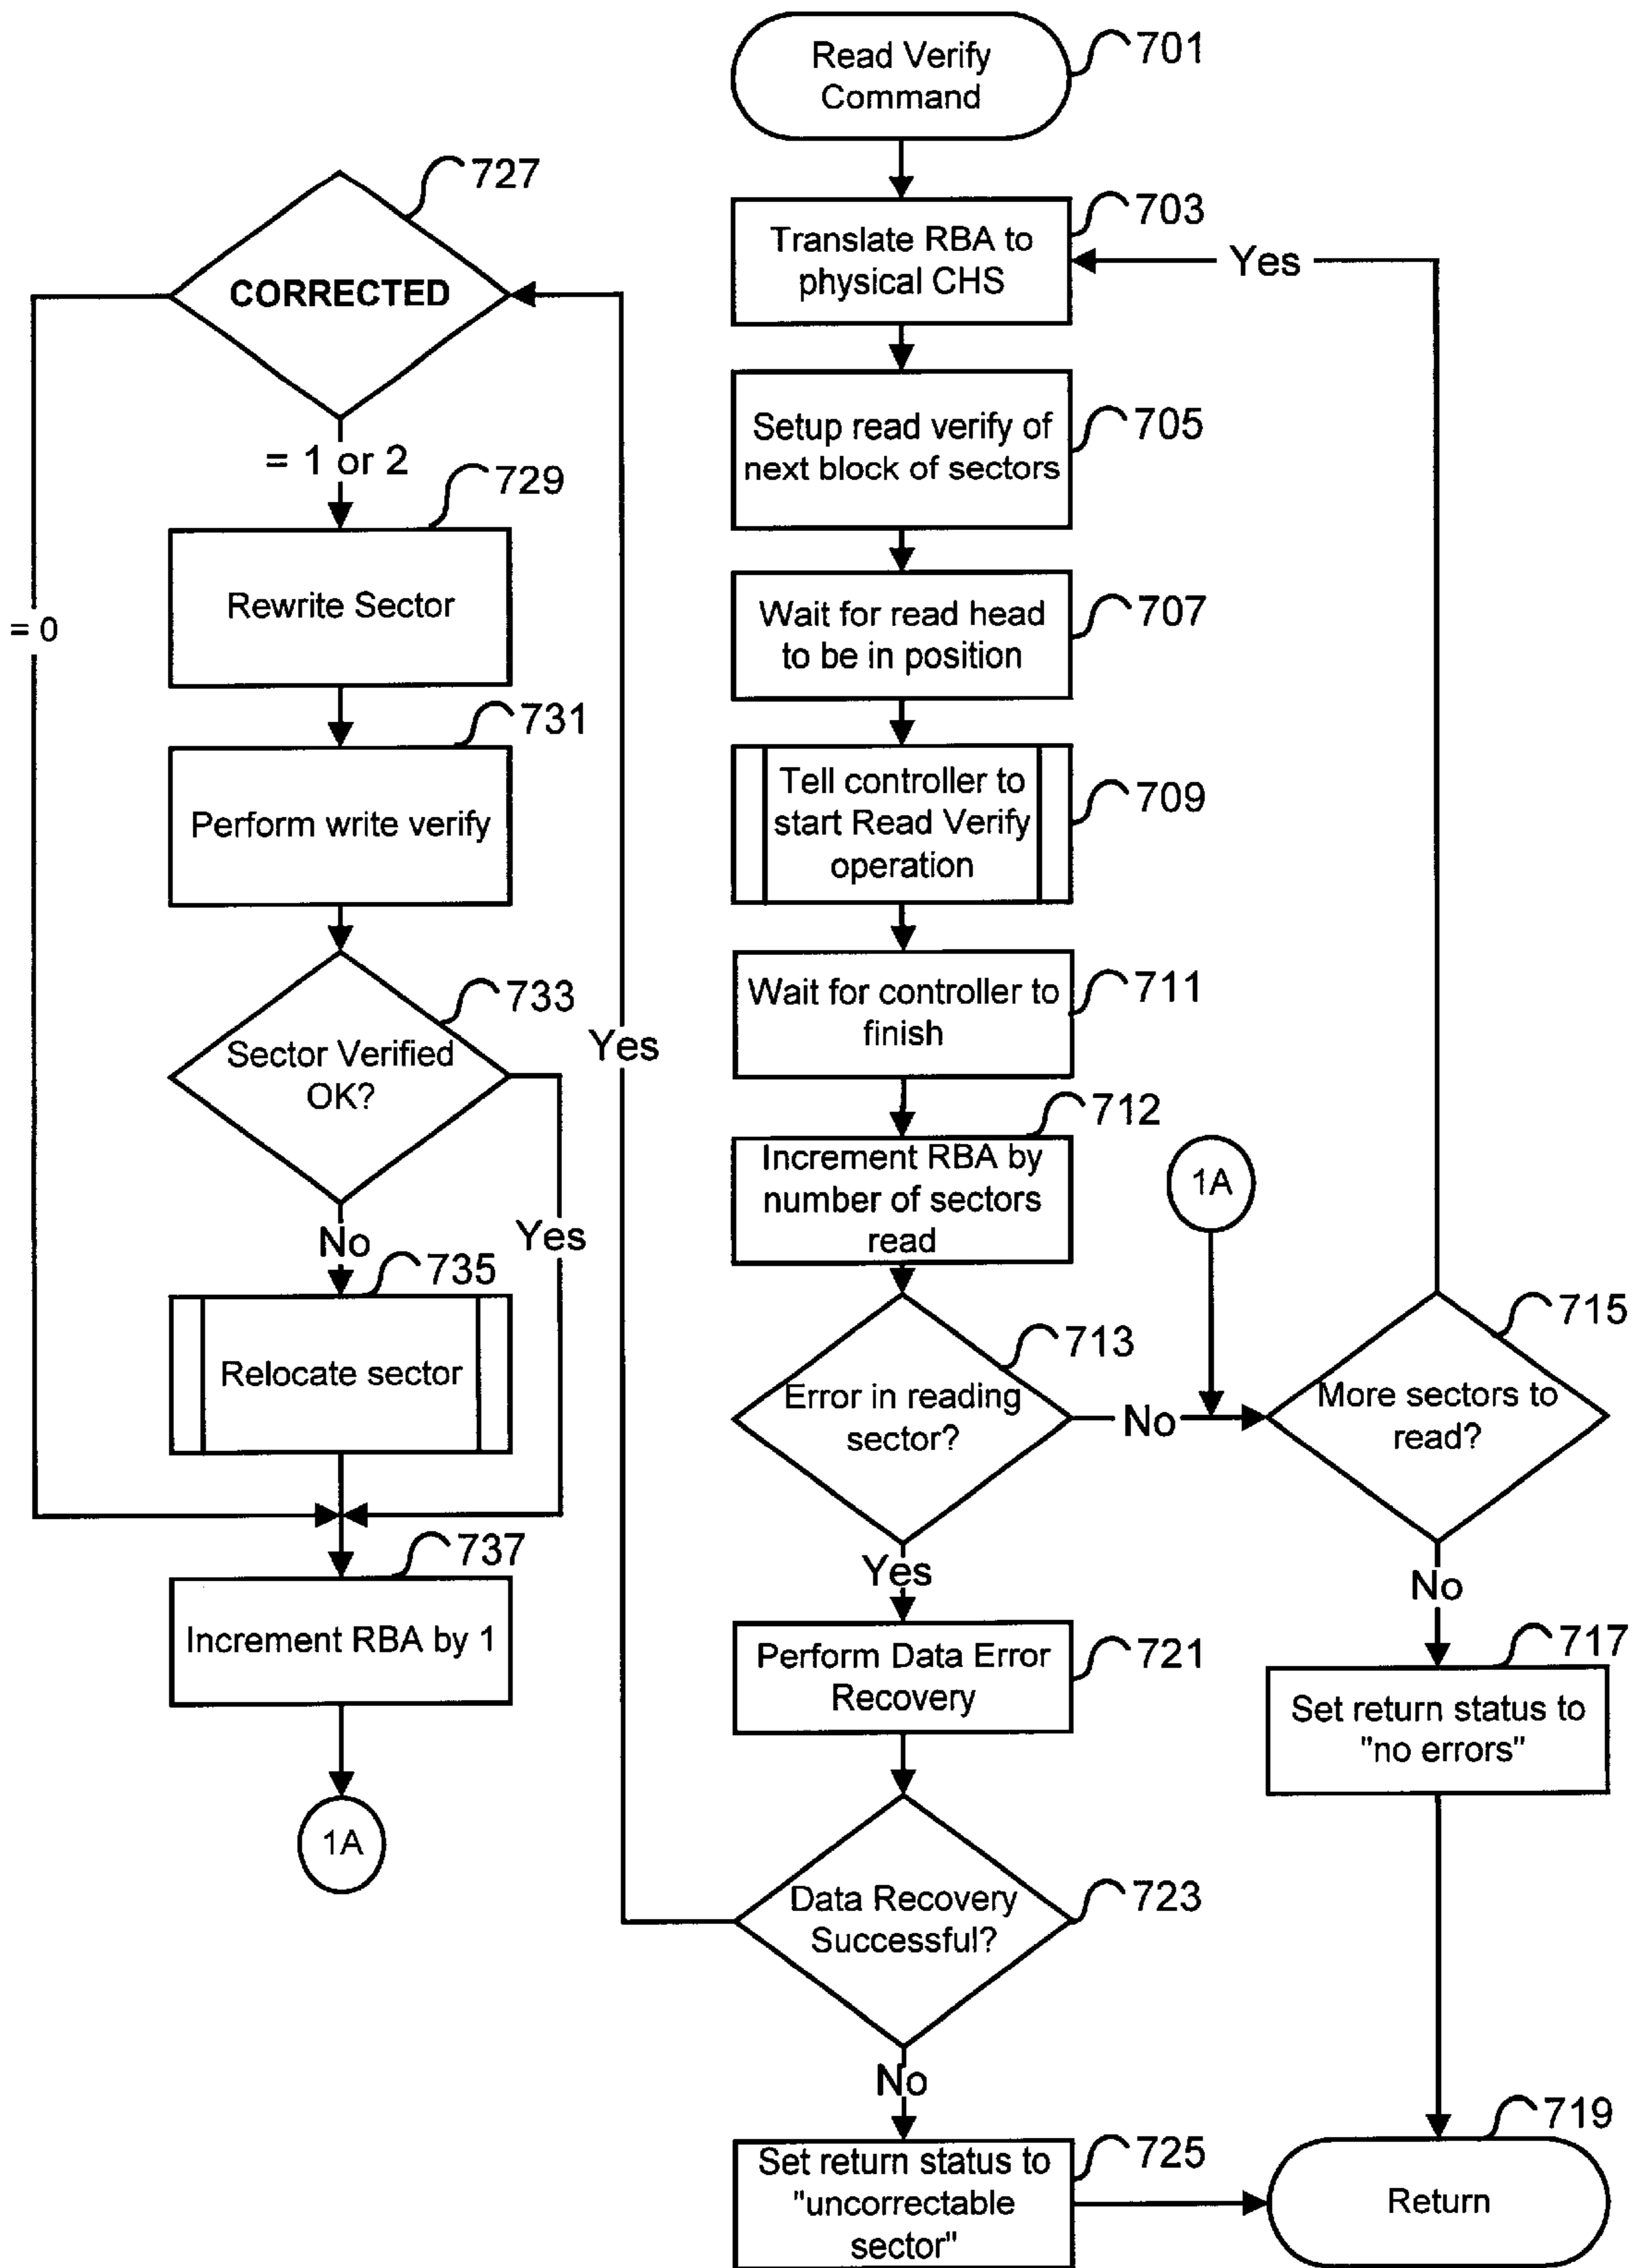 Read Verify
Command
701
727
CORRECTED
= 1 or 2
= 0
729
Rewrite Sector
731
Perform write verify
733
Sector Verified
OK?
No
Yes
735
Relocate sector
737
Increment RBA by 1
1A
Yes
703
Translate RBA to
physical CHS
Yes
705
Setup read verify of
next block of sectors
707
Wait for read head
to be in position
709
Tell controller to
start Read Verify
operation
711
Wait for controller to
finish
712
Increment RBA by
number of sectors
read
1A
713
Error in reading
sector?
No
715
More sectors to
read?
Yes
No
721
Perform Data Error
Recovery
717
Set return status to
"no errors"
723
Data Recovery
Successful?
No
725
Set return status to
"uncorrectable
sector"
719
Return